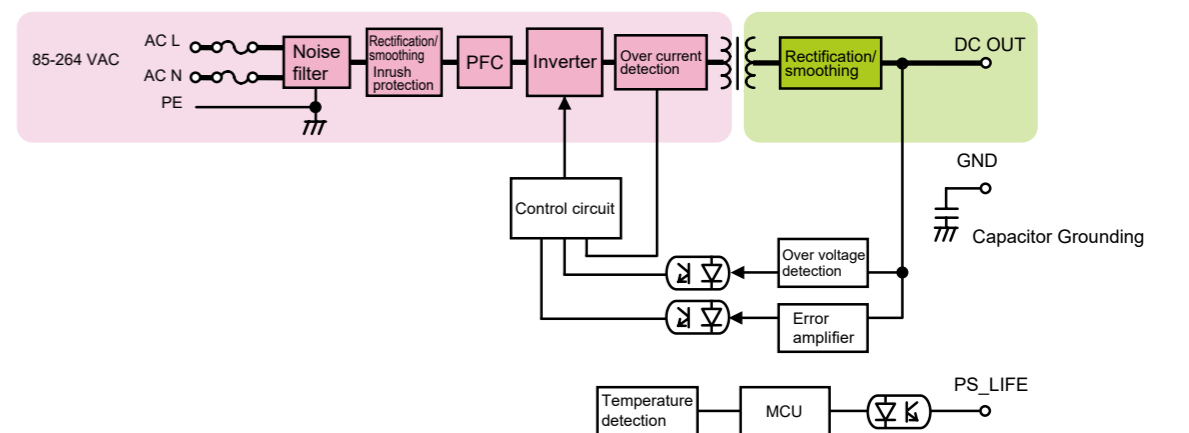 85-264 VAC
AC L
AC N
PE
Noise
filter
Rectification/
smoothing
Inrush
protection
PFC
Inverter
Over current
detection
Rectification/
smoothing
DC OUT
GND
Capacitor Grounding
Control circuit
Over voltage
detection
Error
amplifier
Temperature
detection
MCU
PS_LIFE